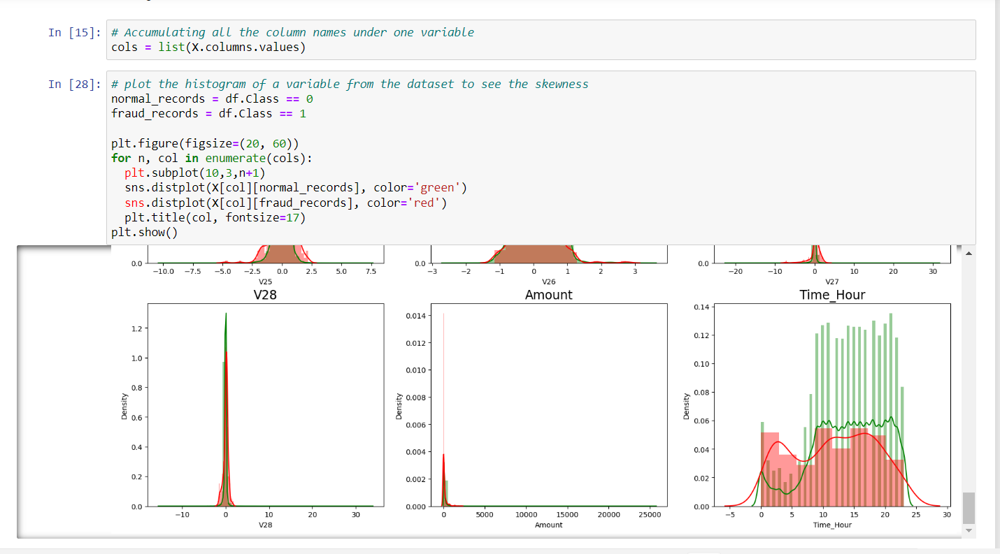 In [15]:
# Accumulating all the column names under one variable
cols = list(X.columns.values)
In [28]:
# plot the histogram of a variable from the dataset to see the skewness
normal_records = df.Class == 0
fraud_records = df.Class == 1
plt.figure(figsize=(20, 60))
for n, col in enumerate(cols):
  plt.subplot(10,3,n+1)
  sns.distplot(X[col][normal_records], color='green')
  sns.distplot(X[col][fraud_records], color='red')
  plt.title(col, fontsize=17)
plt.show()
0.0
−10.0 −7.5 −5.0 −2.5 0.0 2.5 5.0 7.5
V25
0.0
−3 −2 −1 0 1 2 3
V26
0.0
−20 −10 0 10 20 30
V27
V28
1.2
1.0
0.8
0.6
0.4
0.2
0.0
Density
−10 0 10 20 30
V28
Amount
0.014
0.012
0.010
0.008
0.006
0.004
0.002
0.000
Density
0 5000 10000 15000 20000 25000
Amount
Time_Hour
0.14
0.12
0.10
0.08
0.06
0.04
0.02
0.00
Density
−5 0 5 10 15 20 25 30
Time_Hour